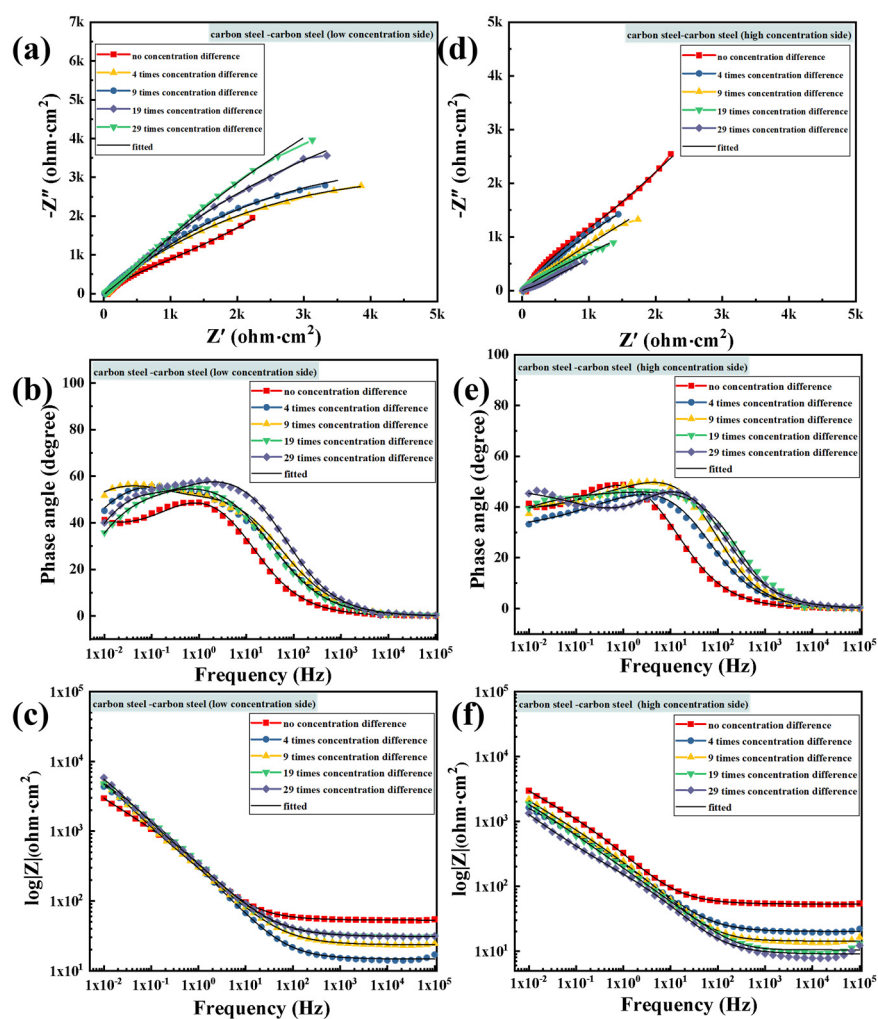 (a)
carbon steel -carbon steel (low concentration side)
no concentration difference
4 times concentration difference
9 times concentration difference
19 times concentration difference
29 times concentration difference
fitted
7k
6k
5k
4k
3k
2k
1k
0
-Z″ (ohm·cm²)
0 1k 2k 3k 4k 5k
Z′ (ohm·cm²)
(d)
carbon steel-carbon steel (high concentration side)
no concentration difference
4 times concentration difference
9 times concentration difference
19 times concentration difference
29 times concentration difference
fitted
5k
4k
3k
2k
1k
0
-Z″ (ohm·cm²)
0 1k 2k 3k 4k 5k
Z′ (ohm·cm²)
(b)
carbon steel -carbon steel (low concentration side)
no concentration difference
4 times concentration difference
9 times concentration difference
19 times concentration difference
29 times concentration difference
fitted
100
80
60
40
20
0
Phase angle (degree)
1x10⁻² 1x10⁻¹ 1x10⁰ 1x10¹ 1x10² 1x10³ 1x10⁴ 1x10⁵
Frequency (Hz)
(e)
carbon steel -carbon steel (high concentration side)
no concentration difference
4 times concentration difference
9 times concentration difference
19 times concentration difference
29 times concentration difference
fitted
100
80
60
40
20
0
Phase angle (degree)
1x10⁻² 1x10⁻¹ 1x10⁰ 1x10¹ 1x10² 1x10³ 1x10⁴ 1x10⁵
Frequency (Hz)
(c)
carbon steel -carbon steel (low concentration side)
no concentration difference
4 times concentration difference
9 times concentration difference
19 times concentration difference
29 times concentration difference
fitted
1x10⁵
1x10⁴
1x10³
1x10²
1x10¹
log|Z|(ohm·cm²)
1x10⁻² 1x10⁻¹ 1x10⁰ 1x10¹ 1x10² 1x10³ 1x10⁴ 1x10⁵
Frequency (Hz)
(f)
carbon steel -carbon steel (high concentration side)
no concentration difference
4 times concentration difference
9 times concentration difference
19 times concentration difference
29 times concentration difference
fitted
1x10⁵
1x10⁴
1x10³
1x10²
1x10¹
log|Z|(ohm·cm²)
1x10⁻² 1x10⁻¹ 1x10⁰ 1x10¹ 1x10² 1x10³ 1x10⁴ 1x10⁵
Frequency (Hz)